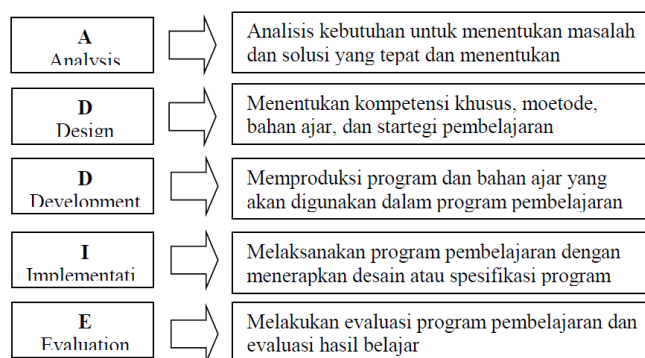 A
Analysis
Analisis kebutuhan untuk menentukan masalah
dan solusi yang tepat dan menentukan
D
Design
Menentukan kompetensi khusus, moetode,
bahan ajar, dan startegi pembelajaran
D
Development
Memproduksi program dan bahan ajar yang
akan digunakan dalam program pembelajaran
I
Implementati
Melaksanakan program pembelajaran dengan
menerapkan desain atau spesifikasi program
E
Evaluation
Melakukan evaluasi program pembelajaran dan
evaluasi hasil belajar